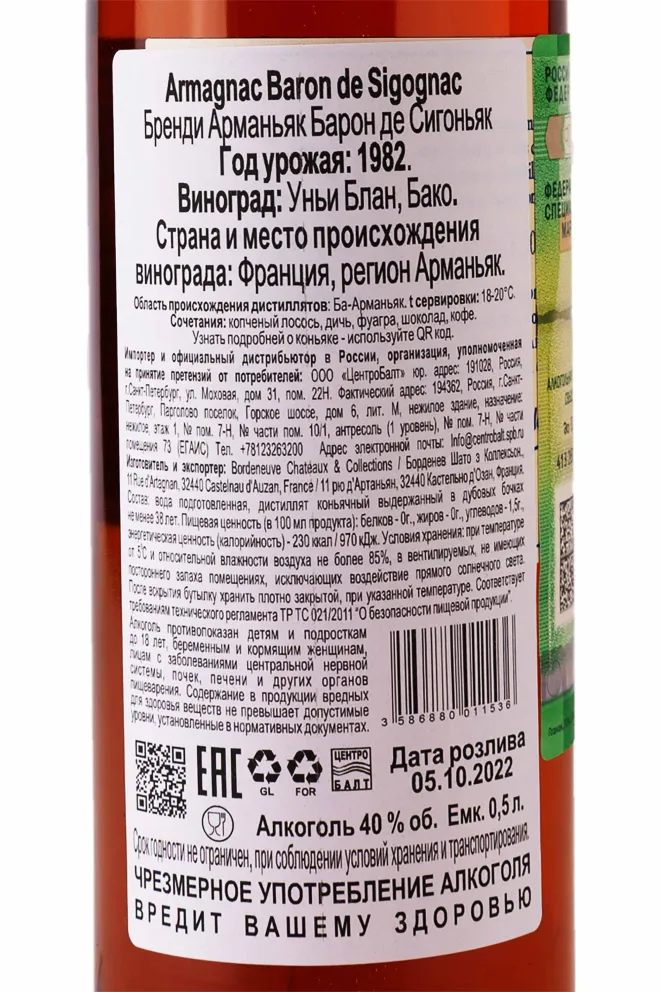 Armagnac Baron de Sigognac
Бренди Арманьяк Барон де Сигоньяк
Год урожая: 1982.
Виноград: Уньи Блан, Бако.
Страна и место происхождения
винограда: Франция, регион Арманьяк.
Область происхождения дистиллятов: Ба-Арманьяк. t сервировки: 18-20°С.
Сочетания: копченый лосось, дичь, фуагра, шоколад, кофе.
Узнать подробней о коньяке - используйте QR код.
Импортер и официальный дистрибьютор в России, организация, уполномоченная
на принятие претензий от потребителей: ООО «ЦентроБалт» юр. адрес: 191028, Россия,
г.Санкт-Петербург, ул. Моховая, дом 31, пом. 22Н. Фактический адрес: 194362, Россия, г.Санкт-
Петербург, Парголово поселок, Горское шоссе, дом 6, лит. М, нежилое здание, назначение:
нежилое, этаж 1, № пом. 7-Н, № части пом. 10/1, антресоль (1 уровень), № пом. 7-Н, № части
помещения 73 (ЕГАИС) Тел. +78123263200 Адрес электронной почты: Info@centrobalt.spb.ru
Изготовитель и экспортер: Bordeneuve Chatéaux & Collections / Борденев Шато э Коллексьон,
11 Rue d'Artagnan, 32440 Castelnau d'Auzan, France / 11 рю д'Артаньян, 32440 Кастельно д'Озан, Франция.
Состав: вода подготовленная, дистиллят коньячный выдержанный в дубовых бочках
не менее 38 лет. Пищевая ценность (в 100 мл продукта): белков - 0г., жиров - 0г., углеводов - 1,5г.,
энергетическая ценность (калорийность) - 230 ккал / 970 кДж. Условия хранения: при температуре
от 5°С и относительной влажности воздуха не более 85%, в вентилируемых, не имеющих
постороннего запаха помещениях, исключающих воздействие прямого солнечного света.
После вскрытия бутылку хранить плотно закрытой, при указанной температуре. Соответствует
требованиям технического регламента ТР ТС 021/2011 "О безопасности пищевой продукции".
Алкоголь противопоказан детям и подросткам
до 18 лет, беременным и кормящим женщинам,
лицам с заболеваниями центральной нервной
системы, почек, печени и других органов
пищеварения. Содержание в продукции вредных
для здоровья веществ не превышает допустимые
уровни, установленные в нормативных документах.
3 586880 011536
EAC
GL
FOR
ЦЕНТРО
БАЛТ
Дата розлива
05.10.2022
Алкоголь 40 % об. Емк. 0,5 л.
Срок годности не ограничен, при соблюдении условий хранения и транспортирования.
ЧРЕЗМЕРНОЕ УПОТРЕБЛЕНИЕ АЛКОГОЛЯ
ВРЕДИТ ВАШЕМУ ЗДОРОВЬЮ